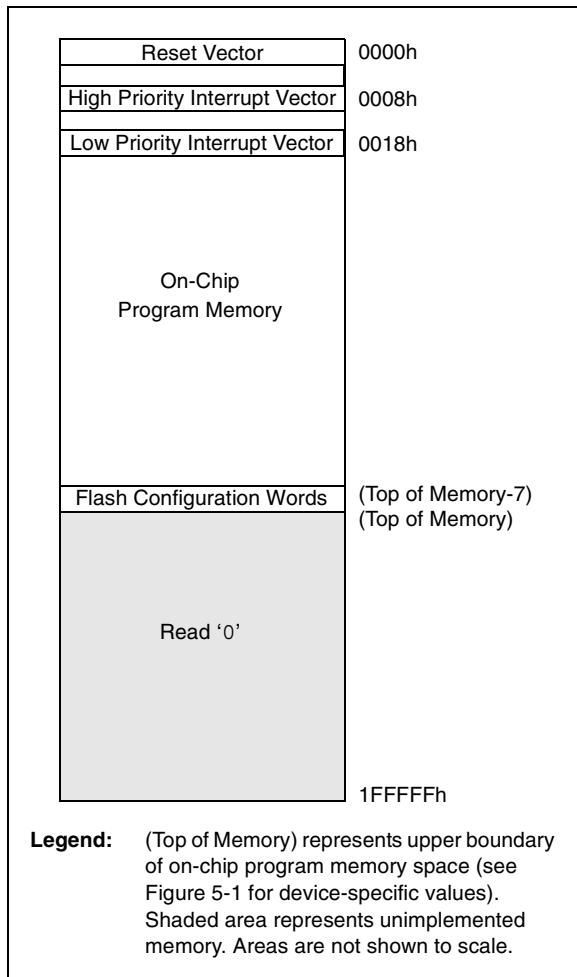 Reset Vector 0000h
High Priority Interrupt Vector 0008h
Low Priority Interrupt Vector 0018h
On-Chip
Program Memory
Flash Configuration Words (Top of Memory-7)
(Top of Memory)
Read ‘0’
1FFFFFh
Legend: (Top of Memory) represents upper boundary
of on-chip program memory space (see
Figure 5-1 for device-specific values).
Shaded area represents unimplemented
memory. Areas are not shown to scale.